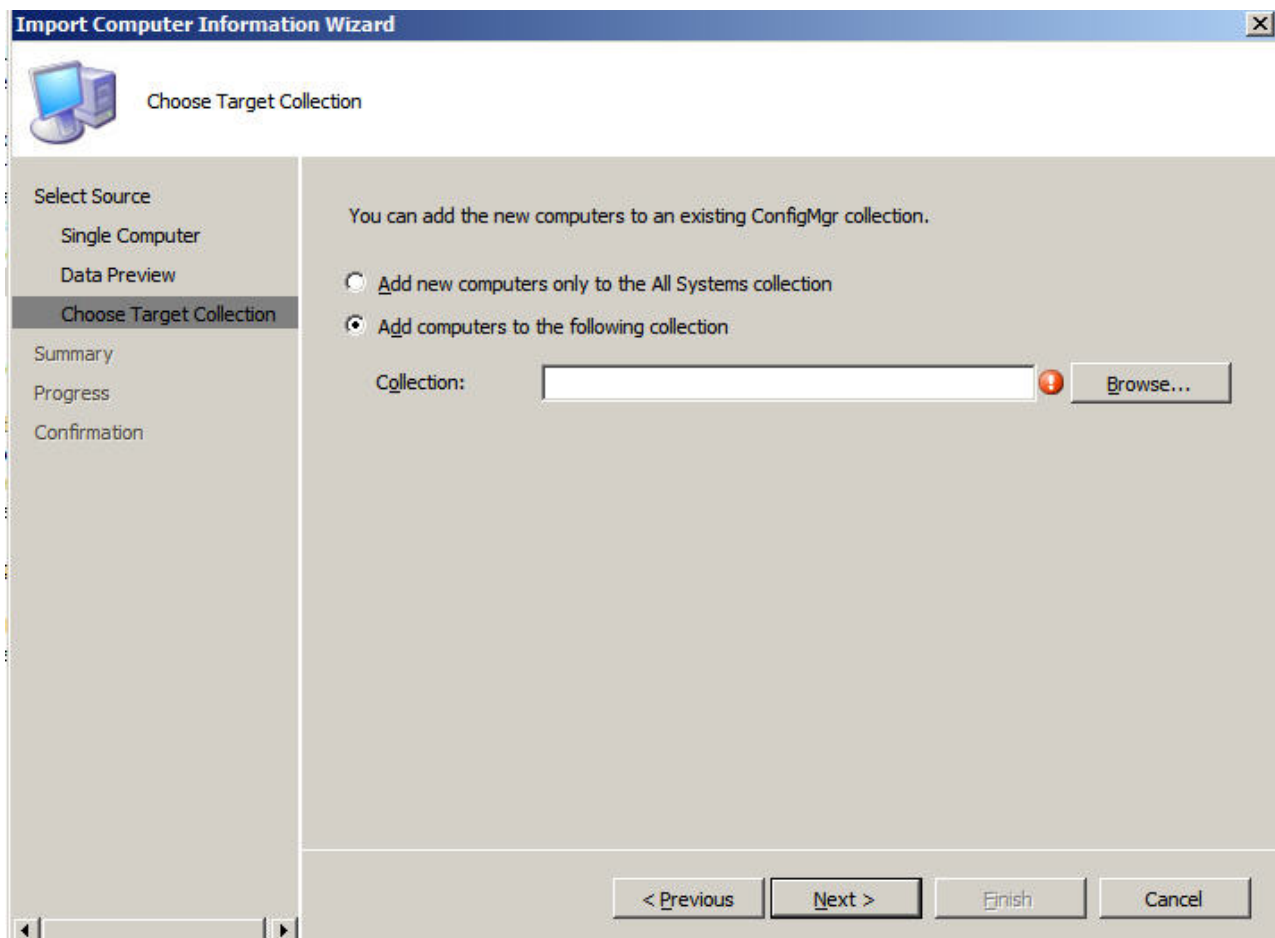 Import Computer Information Wizard
Choose Target Collection
Select Source
Single Computer
Data Preview
Choose Target Collection
Summary
Progress
Confirmation
You can add the new computers to an existing ConfigMgr collection.
Add new computers only to the All Systems collection
Add computers to the following collection
Collection:
Browse...
< Previous
Next >
Finish
Cancel